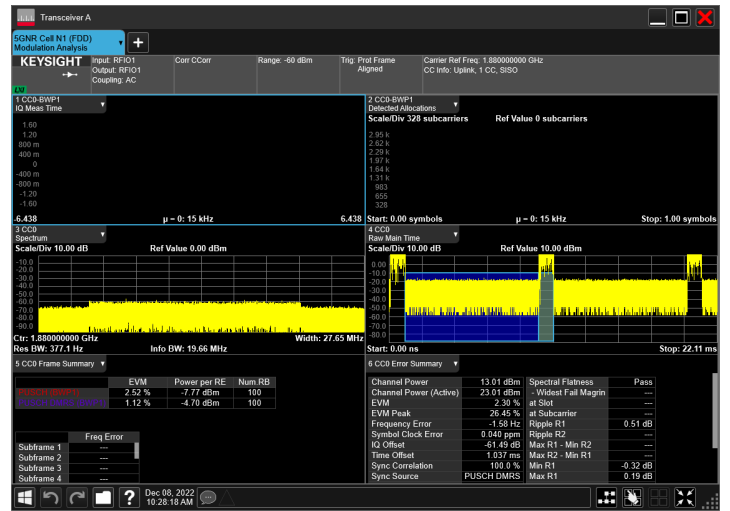 Transceiver A
5GNR Cell N1 (FDD)
Modulation Analysis
KEYSIGHT
LXI
Input: RFIO1
Output: RFIO1
Coupling: AC
Corr CCorr
Range: -60 dBm
Trig: Prot Frame
Aligned
Carrier Ref Freq: 1.880000000 GHz
CC Info: Uplink, 1 CC, SISO
1 CC0-BWP1
IQ Meas Time
1.60
1.20
800 m
400 m
0
-400 m
-800 m
-1.20
-1.60
-6.438
μ = 0: 15 kHz
6.438
2 CC0-BWP1
Detected Allocations
Scale/Div 328 subcarriers
Ref Value 0 subcarriers
2.95 k
2.62 k
2.29 k
1.97 k
1.64 k
1.31 k
983
655
328
Start: 0.00 symbols
μ = 0: 15 kHz
Stop: 1.00 symbols
3 CC0
Spectrum
Scale/Div 10.00 dB
Ref Value 0.00 dBm
-10.0
-20.0
-30.0
-40.0
-50.0
-60.0
-70.0
-80.0
-90.0
Ctr: 1.880000000 GHz
Width: 27.65 MHz
Res BW: 377.1 Hz
Info BW: 19.66 MHz
4 CC0
Raw Main Time
Scale/Div 10.00 dB
Ref Value 10.00 dBm
0.00
-10.0
-20.0
-30.0
-40.0
-50.0
-60.0
-70.0
-80.0
Start: 0.00 ns
Stop: 22.11 ms
5 CC0 Frame Summary
EVM Power per RE Num.RB
2.52 % -7.77 dBm 100
1.12 % -4.70 dBm 100
Freq Error
Subframe 1 ---
Subframe 2 ---
Subframe 3 ---
Subframe 4 ---
6 CC0 Error Summary
Channel Power 13.01 dBm Spectral Flatness Pass
Channel Power (Active) 23.01 dBm - Widest Fail Magrin ---
EVM 2.30 % at Slot ---
EVM Peak 26.45 % at Subcarrier ---
Frequency Error -1.58 Hz Ripple R1 0.51 dB
Symbol Clock Error 0.040 ppm Ripple R2 ---
IQ Offset -61.49 dB Max R1 - Min R2 ---
Time Offset 1.037 ms Max R2 - Min R1 ---
Sync Correlation 100.0 % Min R1 -0.32 dB
Sync Source PUSCH DMRS Max R1 0.19 dB
Dec 08, 2022
10:28:18 AM